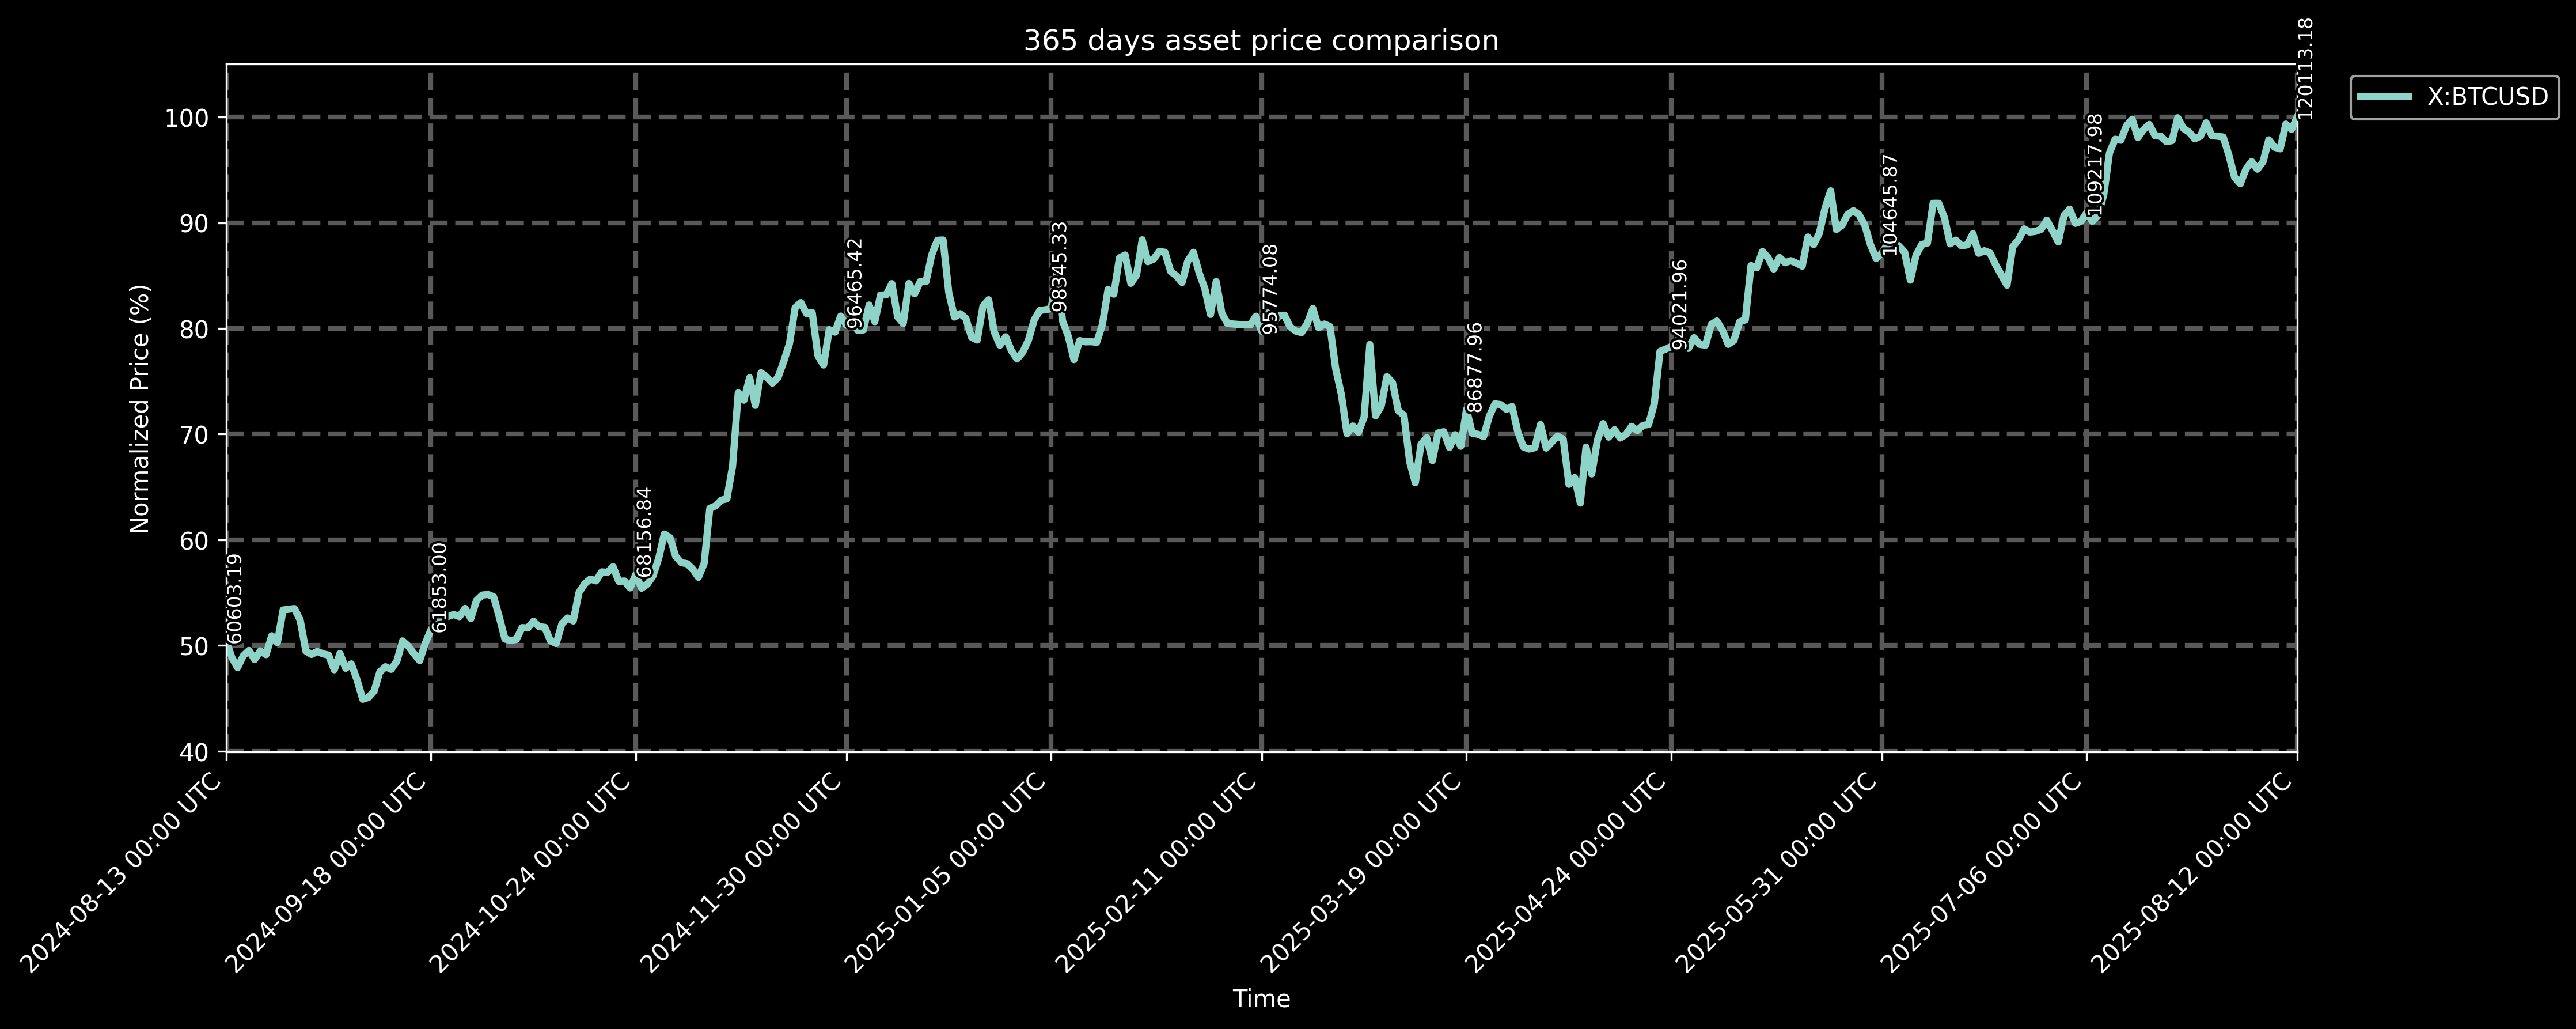 365 days asset price comparison
X:BTCUSD
Normalized Price (%)
100
90
80
70
60
50
40
60603.19
61853.00
68156.84
96465.42
98345.33
95774.08
86877.96
94021.96
104645.87
109217.98
120113.18
2024-08-13 00:00 UTC
2024-09-18 00:00 UTC
2024-10-24 00:00 UTC
2024-11-30 00:00 UTC
2025-01-05 00:00 UTC
2025-02-11 00:00 UTC
2025-03-19 00:00 UTC
2025-04-24 00:00 UTC
2025-05-31 00:00 UTC
2025-07-06 00:00 UTC
2025-08-12 00:00 UTC
Time